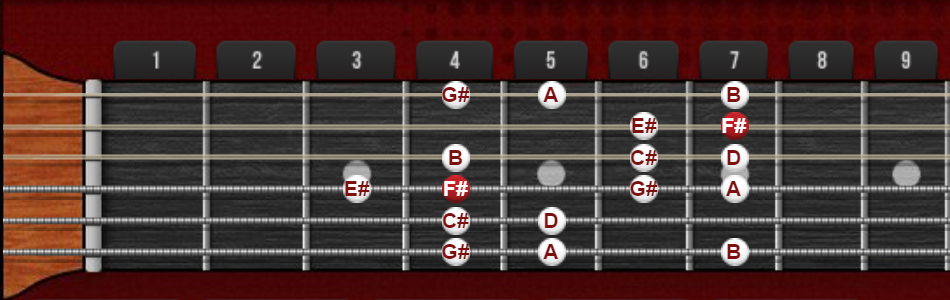 1 2 3 4 5 6 7 8 9
G# A B
E# F#
B C# D
E# F# G# A
C# D
G# A B